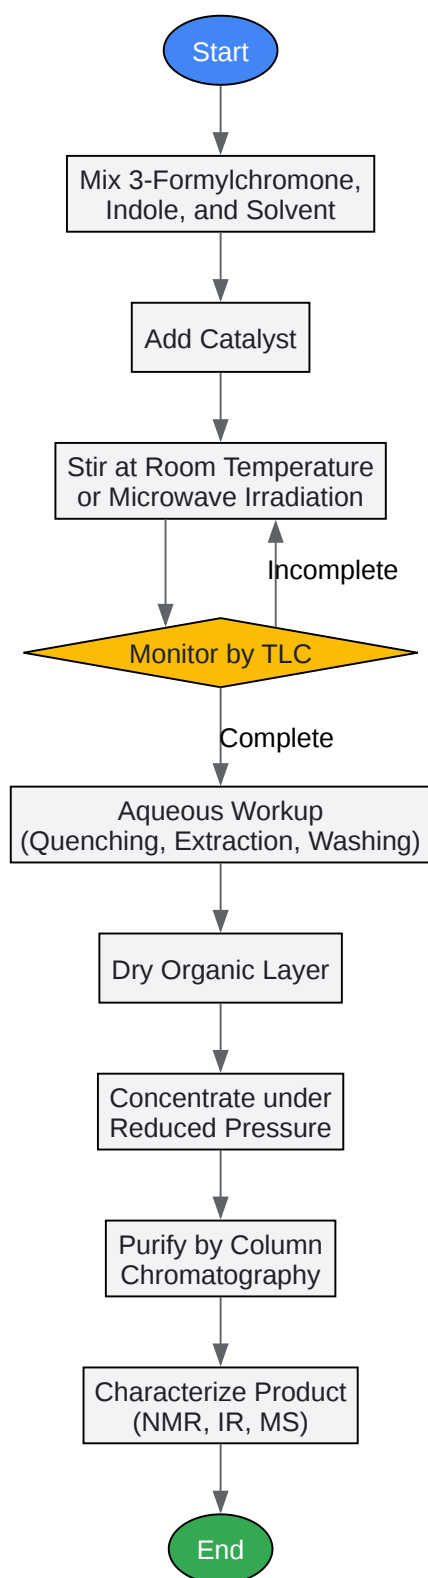 Start
Mix 3-Formylchromone,
Indole, and Solvent
Add Catalyst
Stir at Room Temperature
or Microwave Irradiation
Incomplete
Monitor by TLC
Complete
Aqueous Workup
(Quenching, Extraction, Washing)
Dry Organic Layer
Concentrate under
Reduced Pressure
Purify by Column
Chromatography
Characterize Product
(NMR, IR, MS)
End